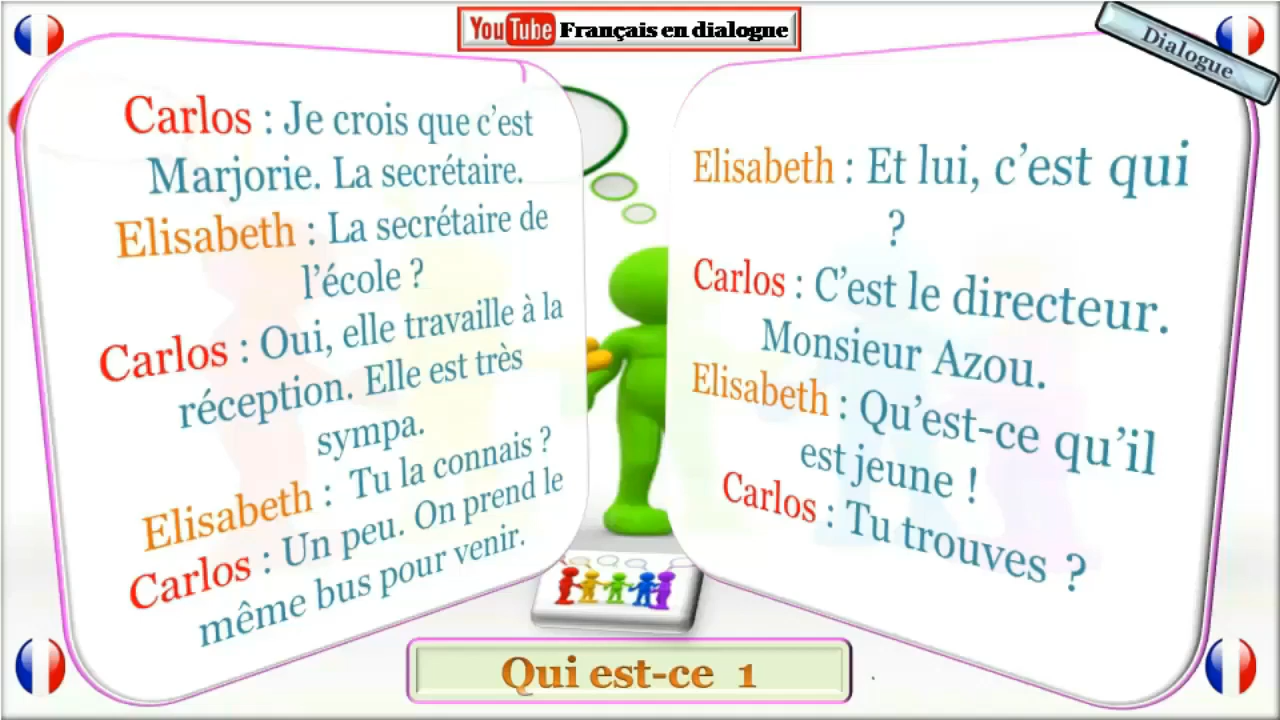 YouTube Français en dialogue
Dialogue
Carlos : Je crois que c’est
Marjorie. La secrétaire.
Elisabeth : La secrétaire de
l’école ?
Carlos : Oui, elle travaille à la
réception. Elle est très
sympa.
Elisabeth : Tu la connais ?
Carlos : Un peu. On prend le
même bus pour venir.
Elisabeth : Et lui, c’est qui
?
Carlos : C’est le directeur.
Monsieur Azou.
Elisabeth : Qu’est-ce qu’il
est jeune !
Carlos : Tu trouves ?
Qui est-ce 1